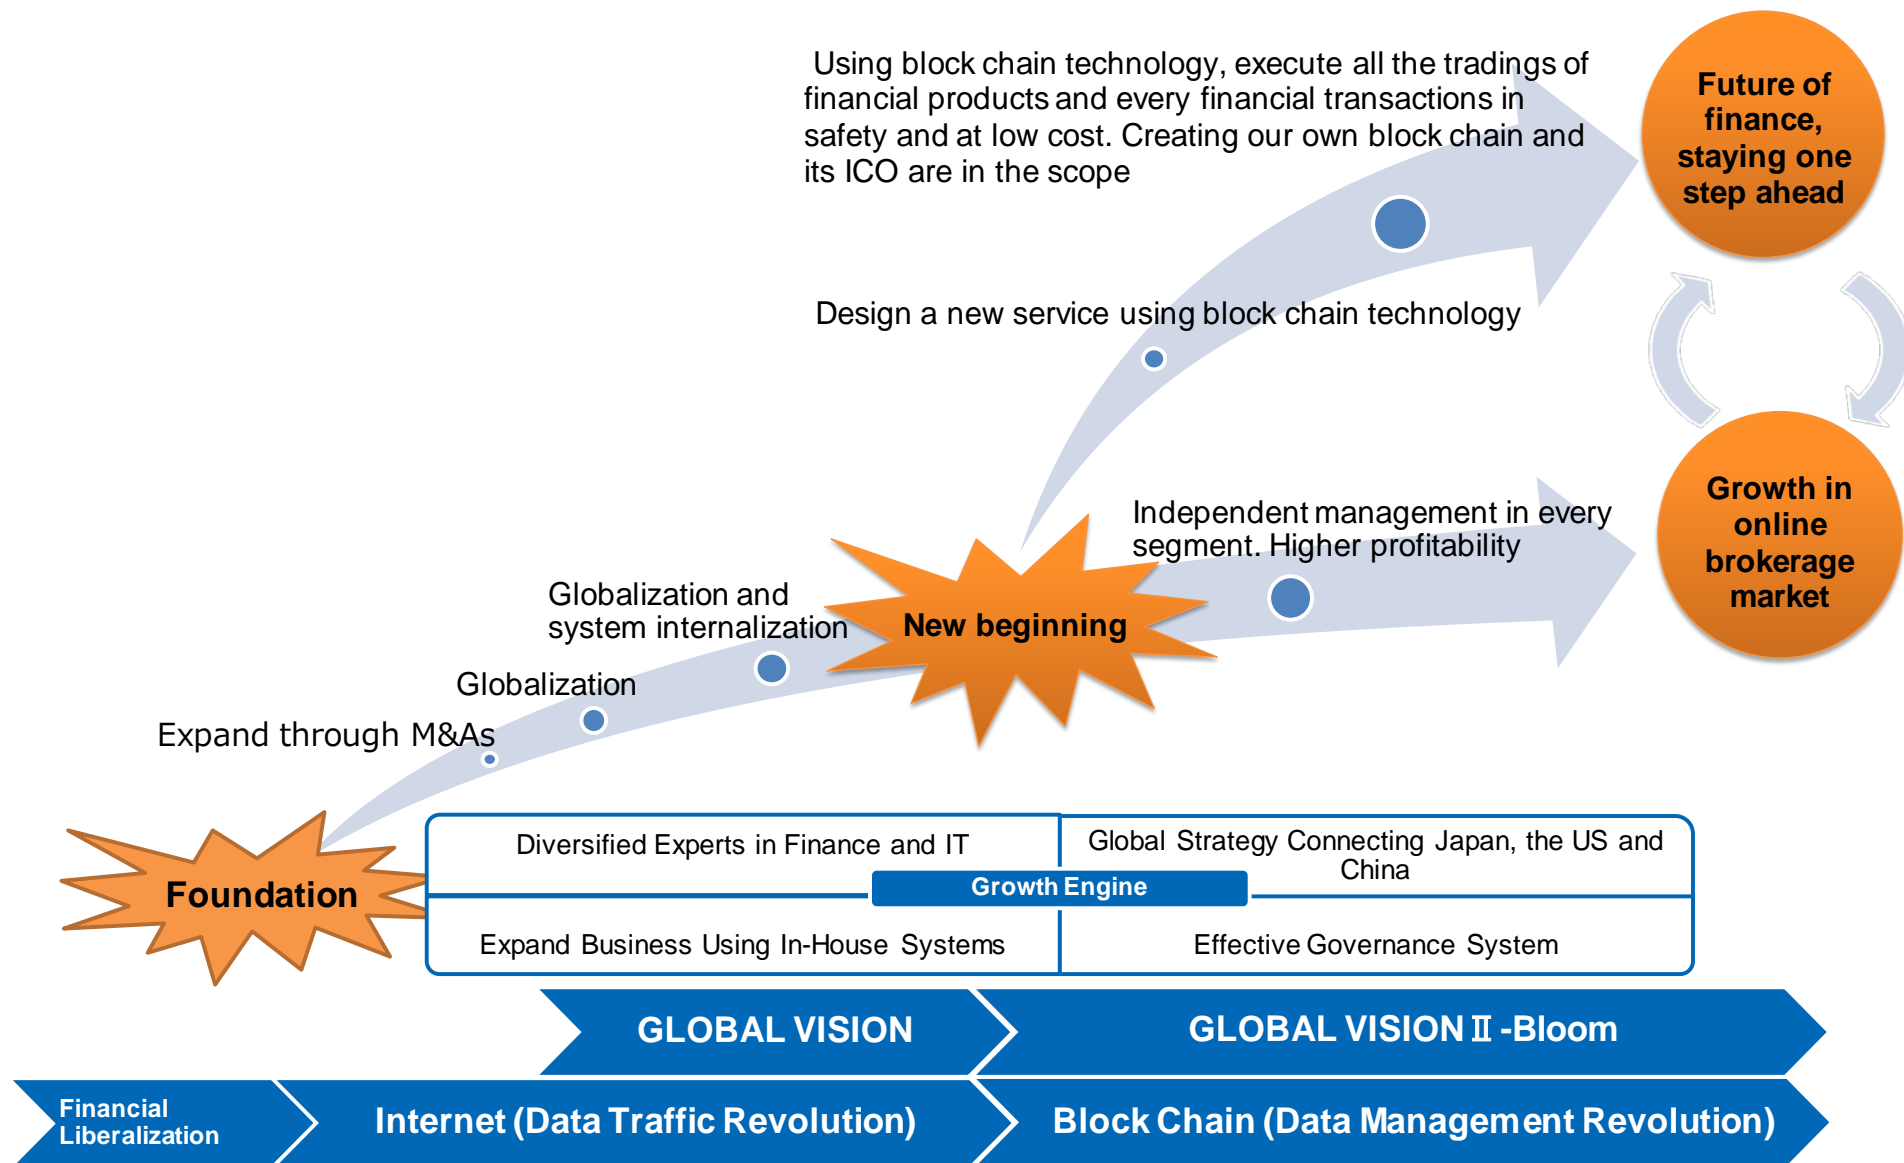 Using block chain technology, execute all the tradings of
financial products and every financial transactions in
safety and at low cost. Creating our own block chain and
its ICO are in the scope
Future of
finance,
staying one
step ahead
Design a new service using block chain technology
Independent management in every
segment. Higher profitability
Growth in
online
brokerage
market
Globalization and
system internalization
New beginning
Globalization
Expand through M&As
Foundation
Diversified Experts in Finance and IT
Global Strategy Connecting Japan, the US and
China
Growth Engine
Expand Business Using In-House Systems
Effective Governance System
GLOBAL VISION
GLOBAL VISION Ⅱ -Bloom
Financial
Liberalization
Internet (Data Traffic Revolution)
Block Chain (Data Management Revolution)